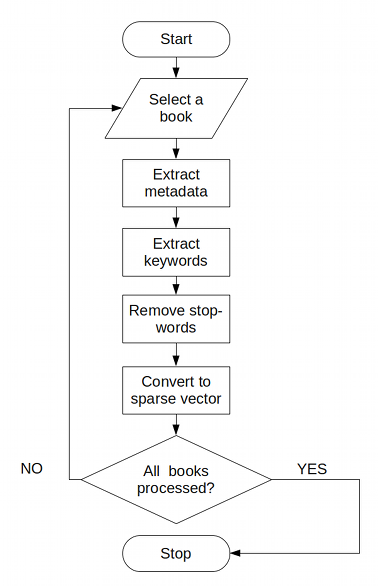 Start
Select a
book
Extract
metadata
Extract
keywords
Remove stop-
words
Convert to
sparse vector
All books
processed?
NO
YES
Stop